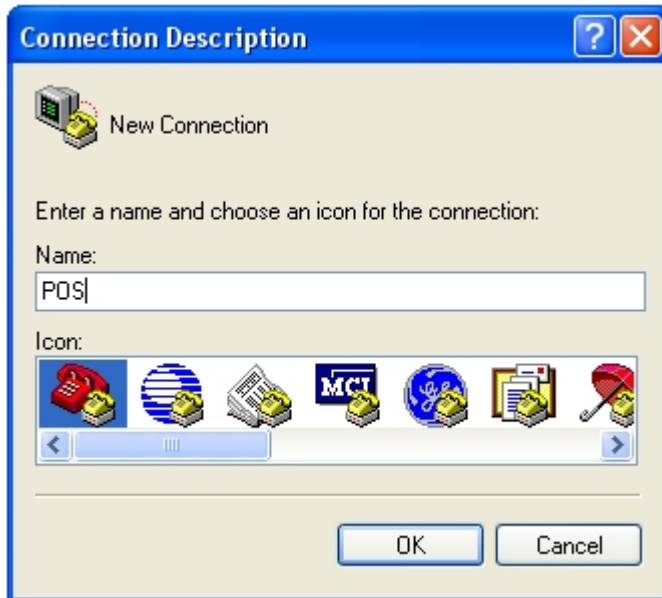 Connection Description
New Connection
Enter a name and choose an icon for the connection:
Name:
POS
Icon:
MCI
OK Cancel